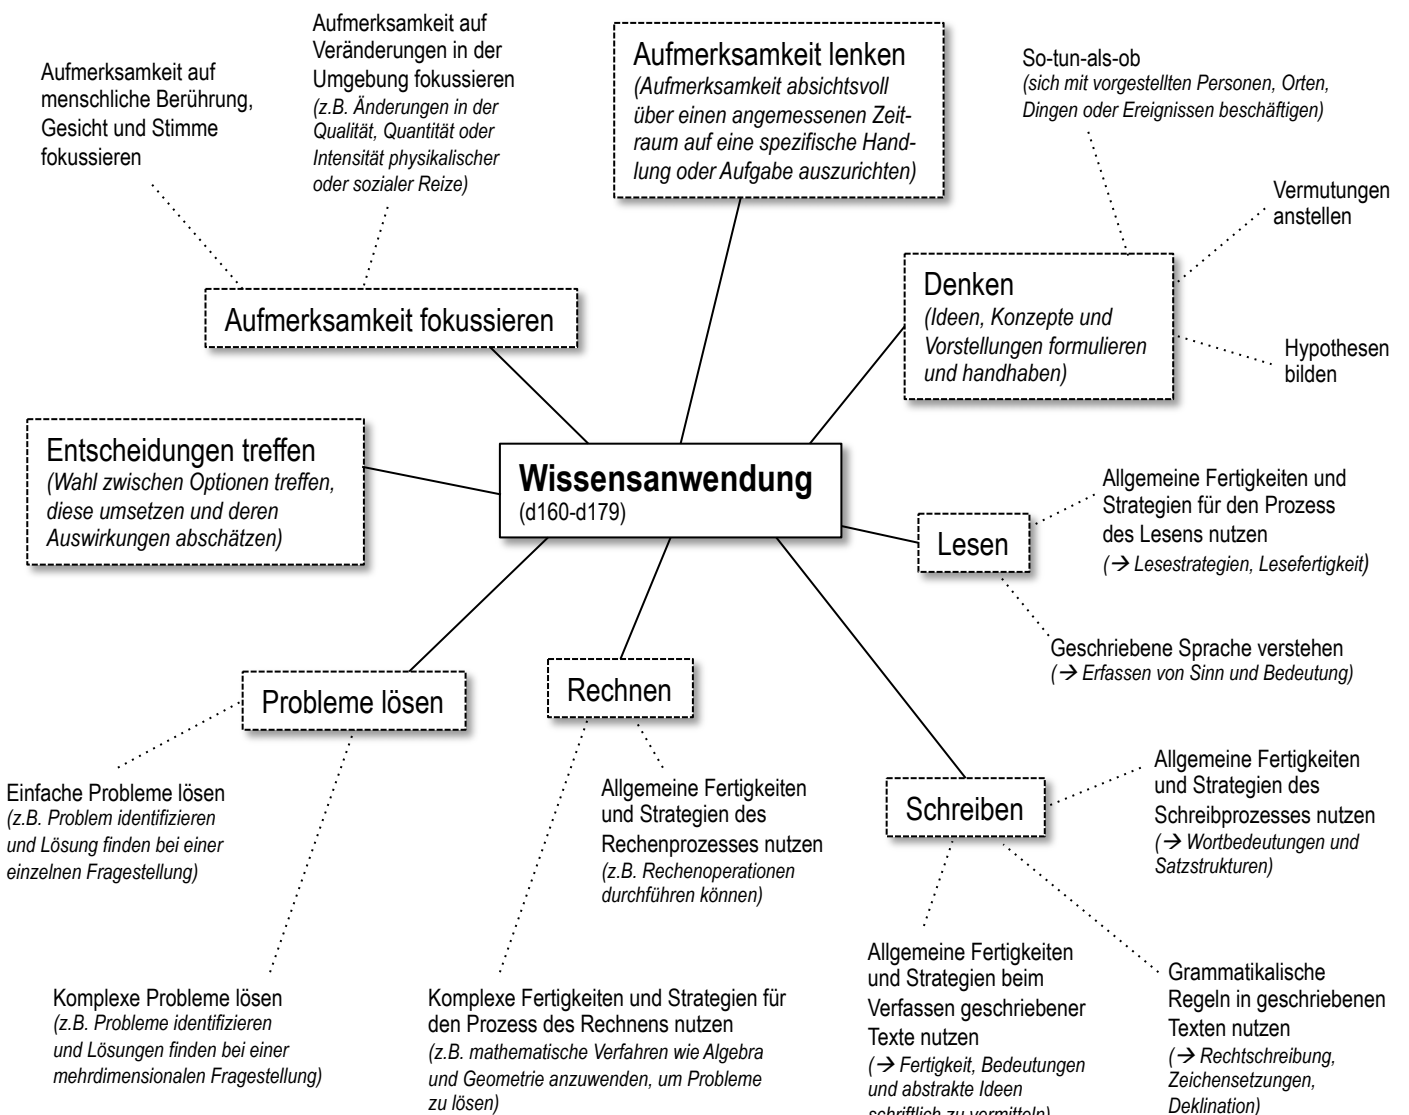 Aufmerksamkeit auf
menschliche Berührung,
Gesicht und Stimme
fokussieren
Aufmerksamkeit auf
Veränderungen in der
Umgebung fokussieren
(z.B. Änderungen in der
Qualität, Quantität oder
Intensität physikalischer
oder sozialer Reize)
Aufmerksamkeit lenken
(Aufmerksamkeit absichtsvoll
über einen angemessenen Zeit-
raum auf eine spezifische Hand-
lung oder Aufgabe auszurichten)
So-tun-als-ob
(sich mit vorgestellten Personen, Orten,
Dingen oder Ereignissen beschäftigen)
Vermutungen
anstellen
Denken
(Ideen, Konzepte und
Vorstellungen formulieren
und handhaben)
Hypothesen
bilden
Aufmerksamkeit fokussieren
Entscheidungen treffen
(Wahl zwischen Optionen treffen,
diese umsetzen und deren
Auswirkungen abschätzen)
Wissensanwendung
(d160-d179)
Lesen
Allgemeine Fertigkeiten und
Strategien für den Prozess
des Lesens nutzen
(→ Lesestrategien, Lesefertigkeit)
Geschriebene Sprache verstehen
(→ Erfassen von Sinn und Bedeutung)
Probleme lösen
Rechnen
Schreiben
Einfache Probleme lösen
(z.B. Problem identifizieren
und Lösung finden bei einer
einzelnen Fragestellung)
Allgemeine Fertigkeiten
und Strategien des
Rechenprozesses nutzen
(z.B. Rechenoperationen
durchführen können)
Allgemeine Fertigkeiten
und Strategien des
Schreibprozesses nutzen
(→ Wortbedeutungen und
Satzstrukturen)
Komplexe Probleme lösen
(z.B. Probleme identifizieren
und Lösungen finden bei einer
mehrdimensionalen Fragestellung)
Komplexe Fertigkeiten und Strategien für
den Prozess des Rechnens nutzen
(z.B. mathematische Verfahren wie Algebra
und Geometrie anzuwenden, um Probleme
zu lösen)
Allgemeine Fertigkeiten
und Strategien beim
Verfassen geschriebener
Texte nutzen
(→ Fertigkeit, Bedeutungen
und abstrakte Ideen
schriftlich zu vermitteln)
Grammatikalische
Regeln in geschriebenen
Texten nutzen
(→ Rechtschreibung,
Zeichensetzungen,
Deklination)